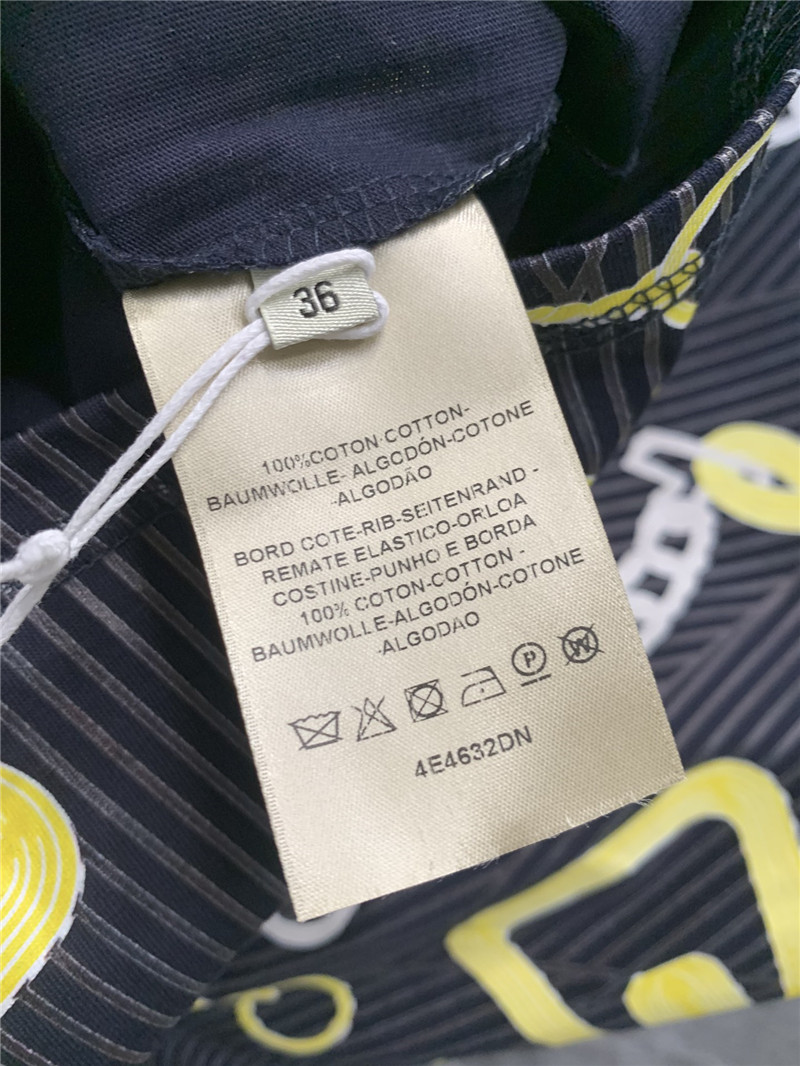 36
100%COTON-COTTON-
BAUMWOLLE- ALGODÓN-COTONE
-ALGODÃO
BORD COTE-RIB-SEITENRAND -
REMATE ELASTICO-ORLOA
COSTINE-PUNHO E BORDA
100% COTON-COTTON -
BAUMWOLLE-ALGODÓN-COTONE
-ALGODAO
P W
4E4632DN